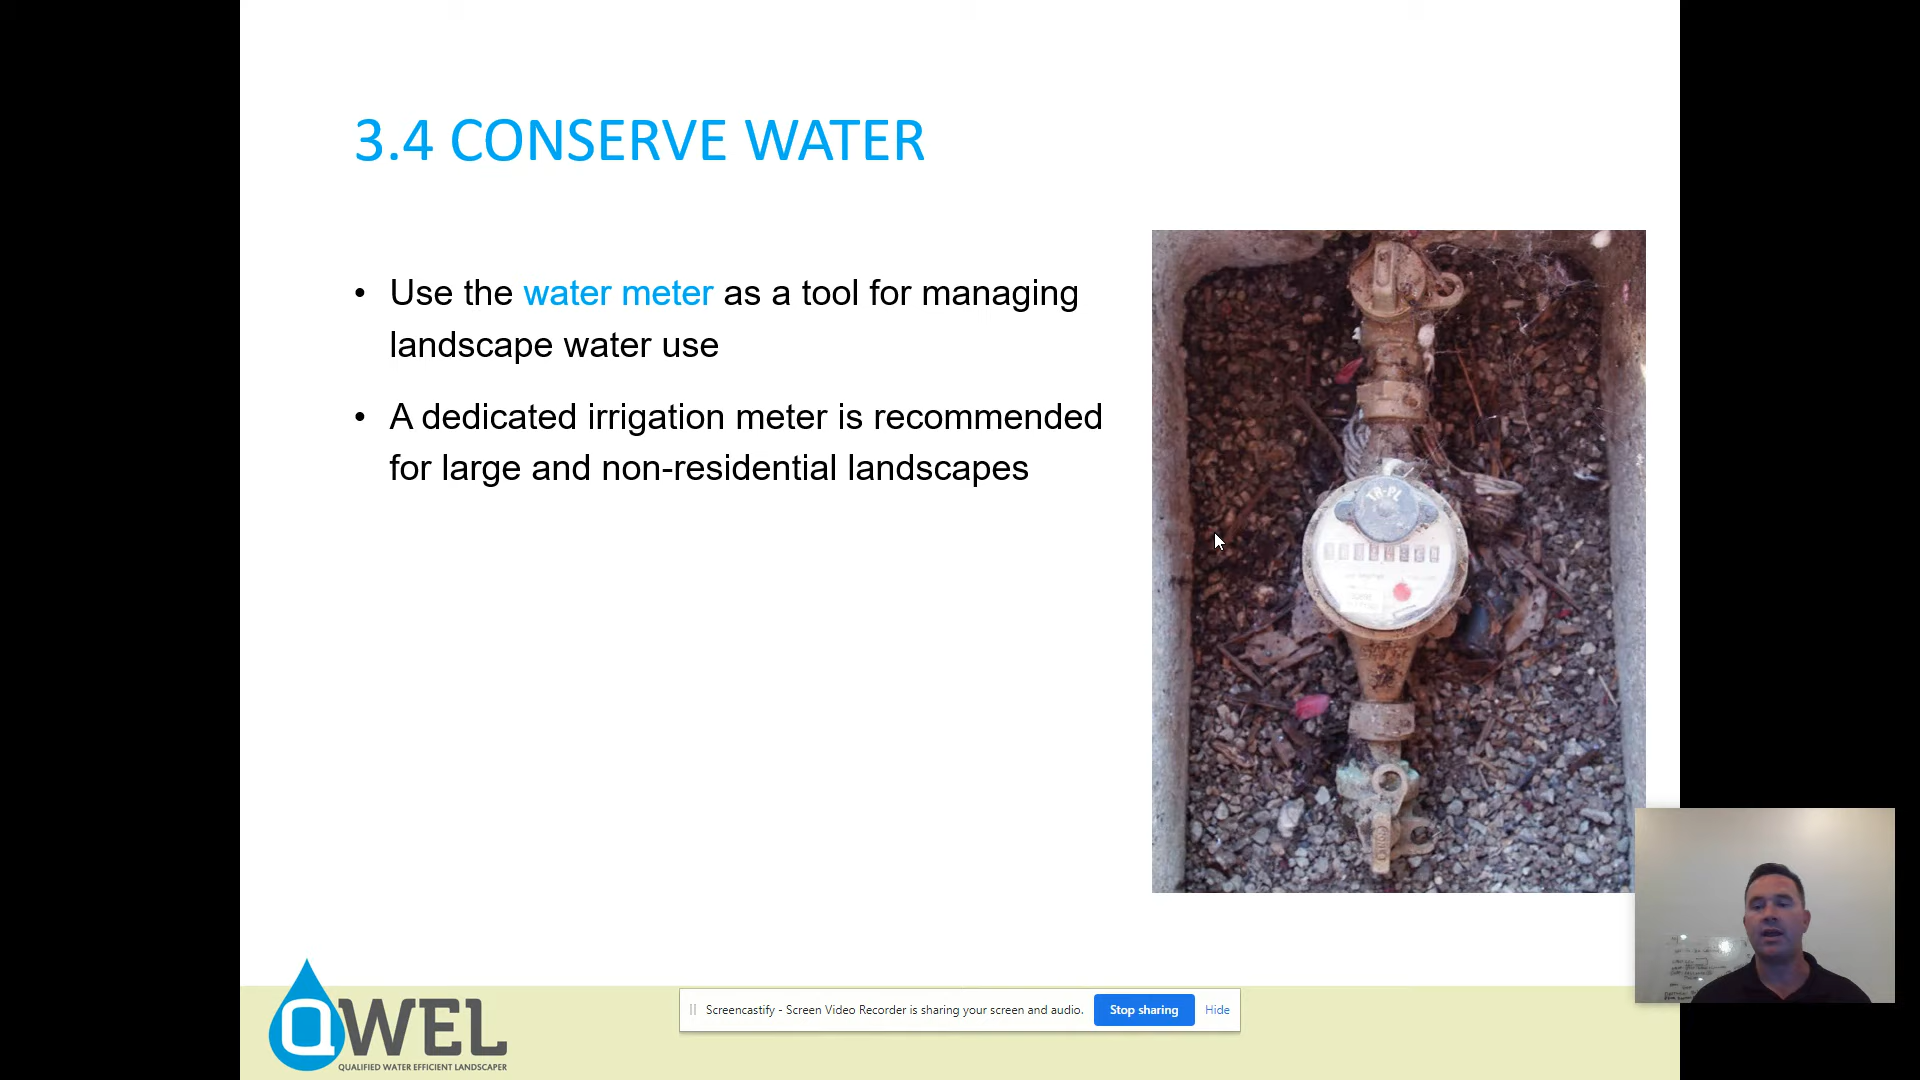 3.4 CONSERVE WATER
• Use the water meter as a tool for managing
landscape water use
• A dedicated irrigation meter is recommended
for large and non-residential landscapes
TR-PL
QWEL
QUALIFIED WATER EFFICIENT LANDSCAPER
Screencastify - Screen Video Recorder is sharing your screen and audio.
Stop sharing
Hide